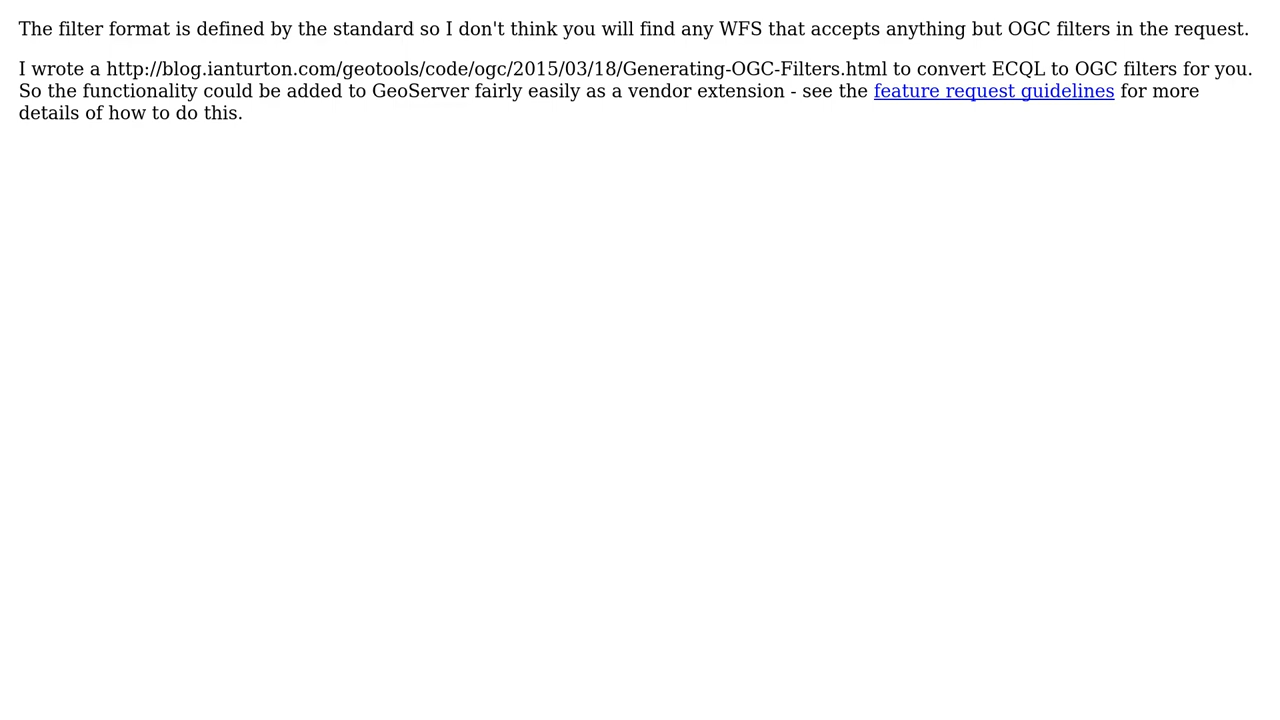 The filter format is defined by the standard so I don't think you will find any WFS that accepts anything but OGC filters in the request.
I wrote a http://blog.ianturton.com/geotools/code/ogc/2015/03/18/Generating-OGC-Filters.html to convert ECQL to OGC filters for you.
So the functionality could be added to GeoServer fairly easily as a vendor extension - see the feature request guidelines for more
details of how to do this.